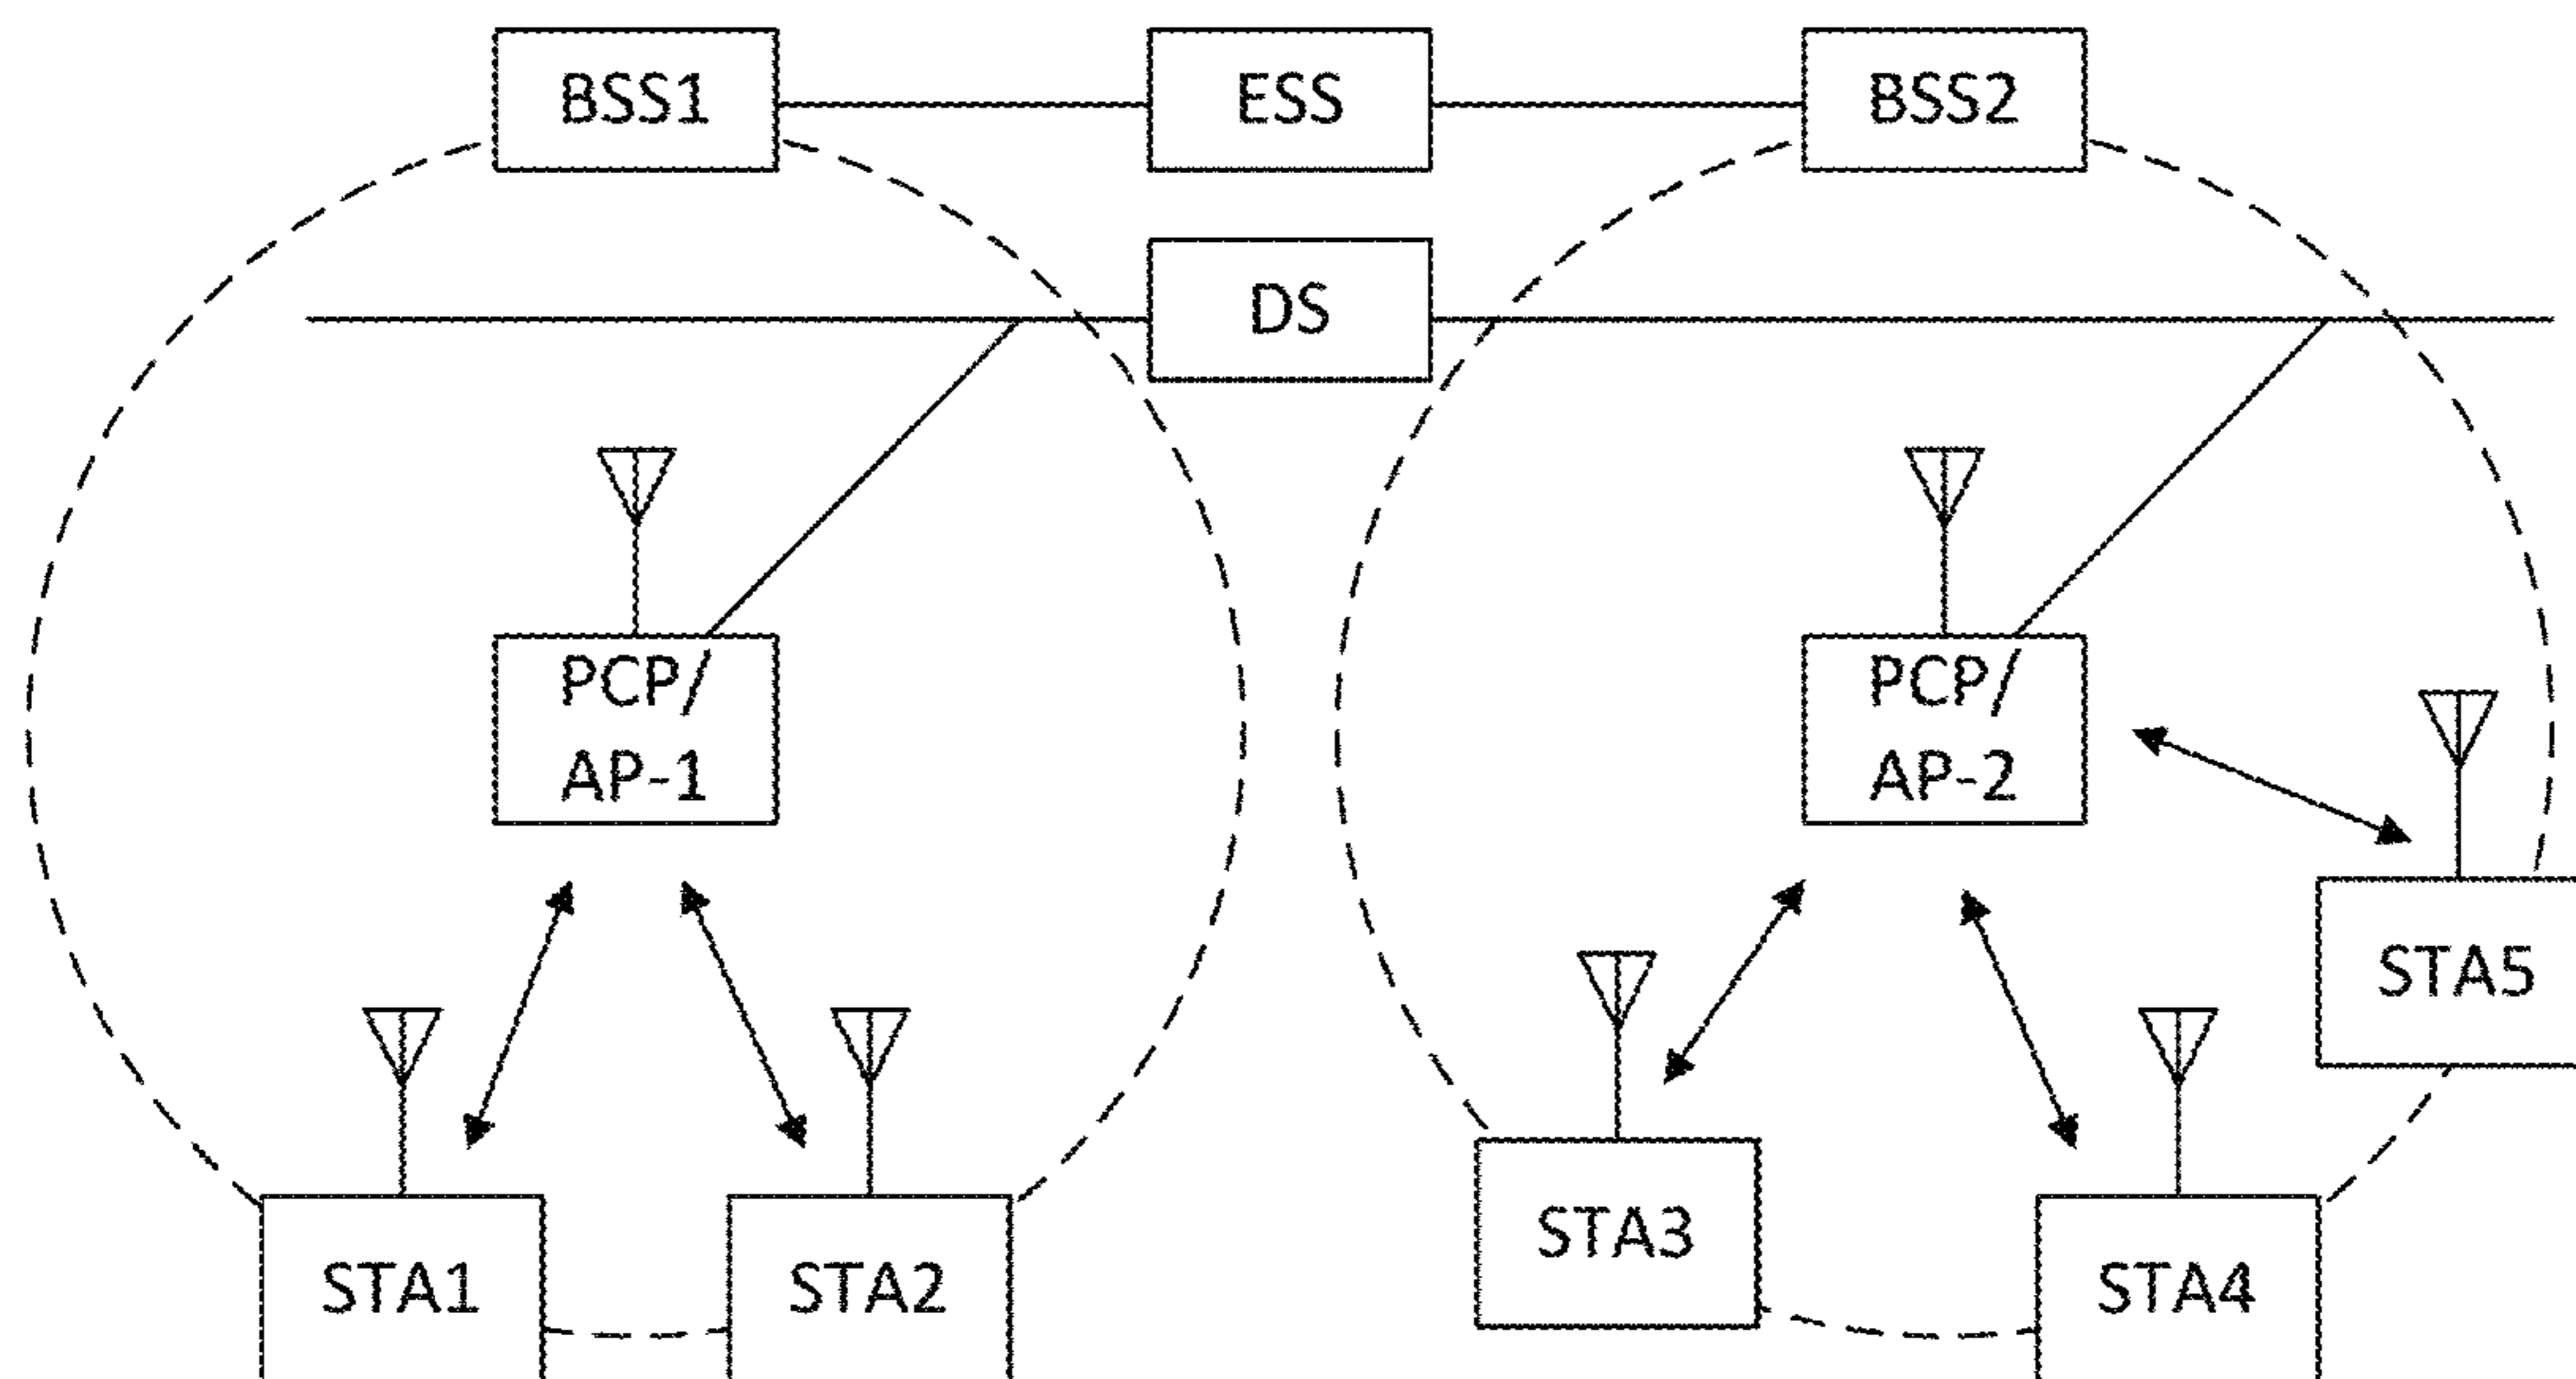 BSS1
ESS
BSS2
DS
PCP/
AP-1
PCP/
AP-2
STA5
STA3
STA1
STA2
STA4